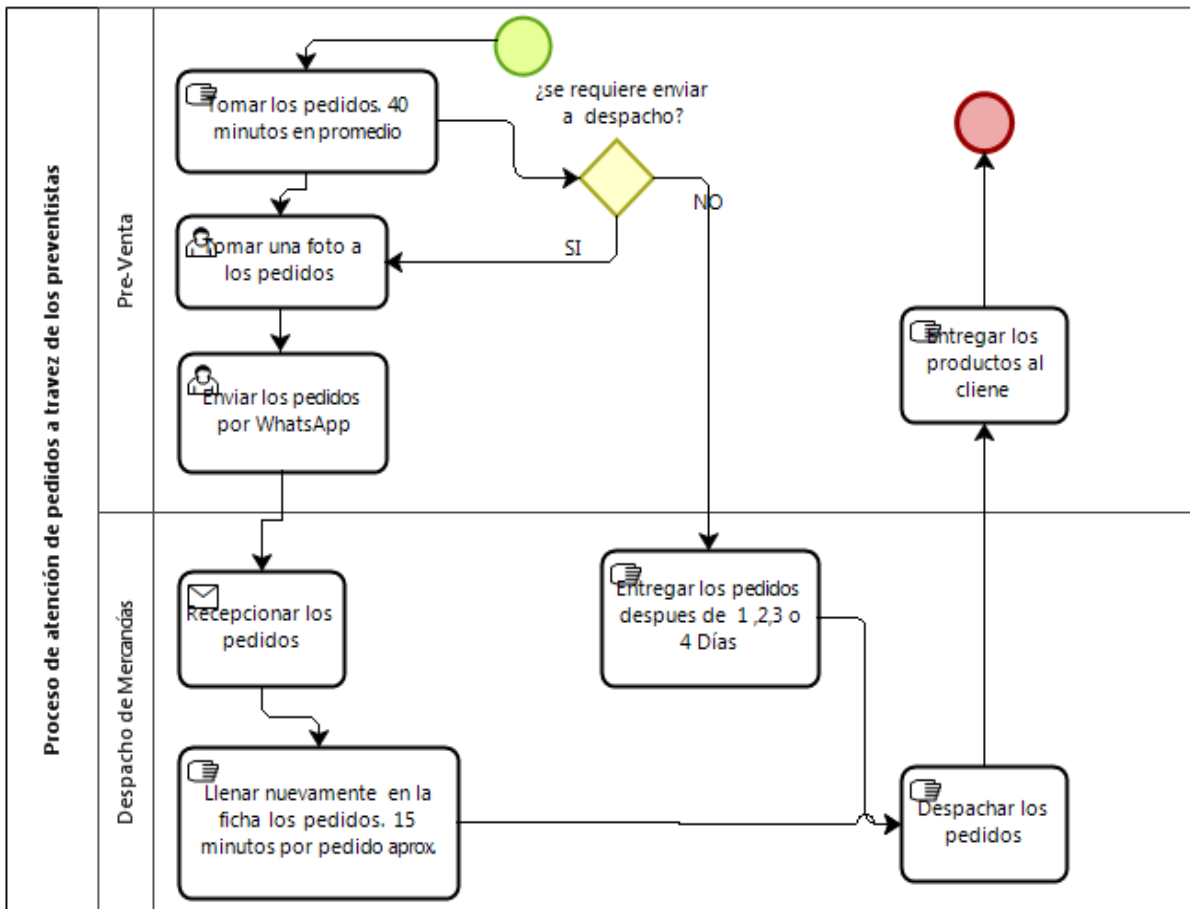 Proceso de atención de pedidos a travez de los preventistas
Pre-Venta
Tomar los pedidos. 40
minutos en promedio
¿se requiere enviar
a despacho?
NO
SI
Tomar una foto a
los pedidos
Enviar los pedidos
por WhatsApp
Entregar los
productos al
cliene
Despacho de Mercancías
Recepcionar los
pedidos
Entregar los pedidos
despues de 1 ,2,3 o
4 Días
Llenar nuevamente en la
ficha los pedidos. 15
minutos por pedido aprox.
Despachar los
pedidos